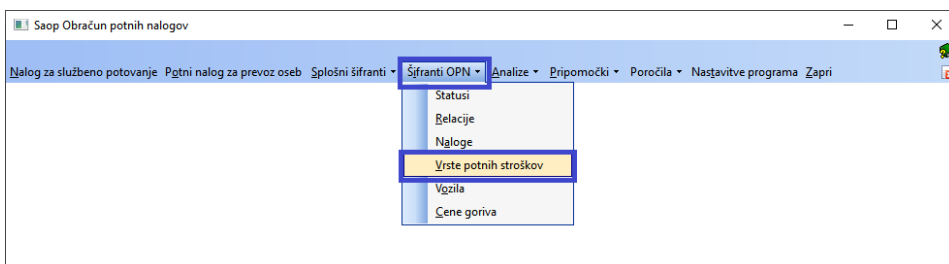 Saop Obračun potnih nalogov
Nalog za službeno potovanje Potni nalog za prevoz oseb Splošni šifranti Šifranti OPN Analize Pripomočki Poročila Nastavitve programa Zapri
Statusi
Relacije
Naloge
Vrste potnih stroškov
Vozila
Cene goriva